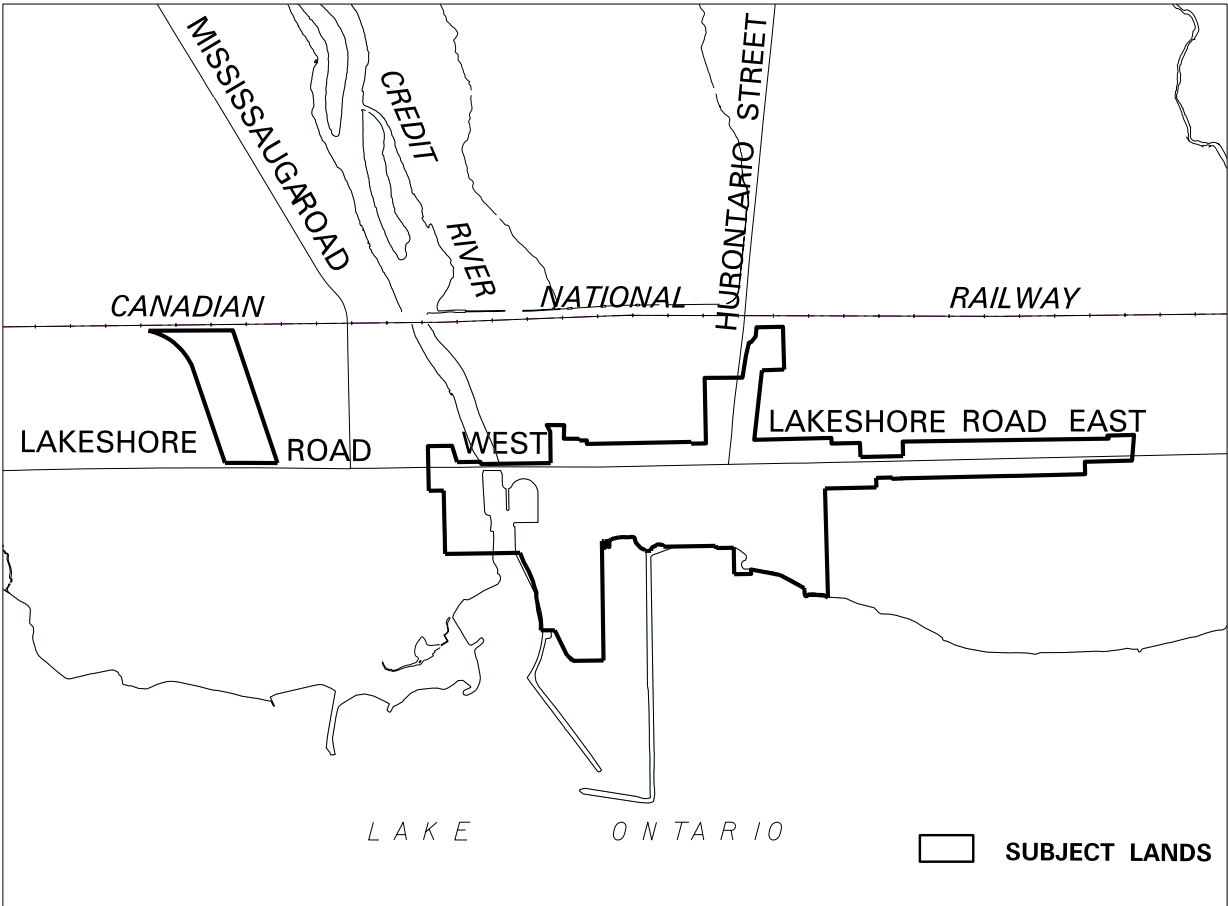 MISSISSAUGA ROAD
CREDIT RIVER
HURONTARIO STREET
CANADIAN NATIONAL RAILWAY
LAKESHORE ROAD WEST
LAKESHORE ROAD EAST
LAKE ONTARIO
SUBJECT LANDS